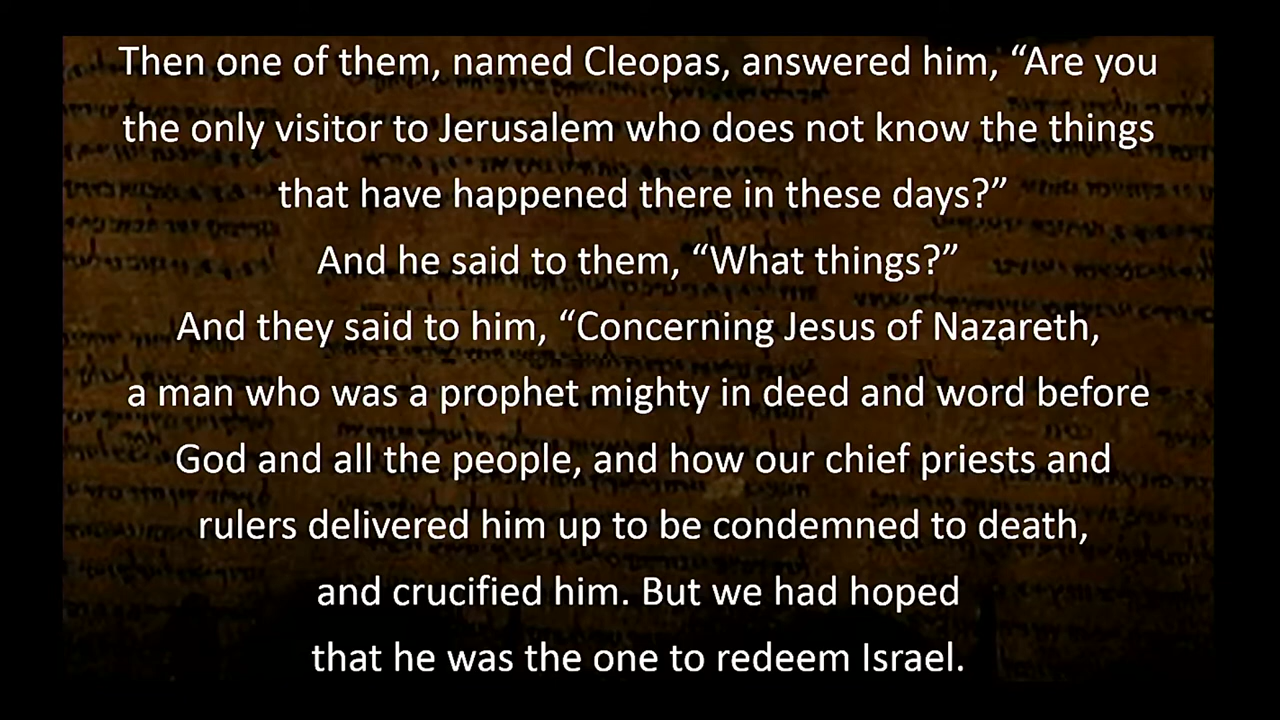 Then one of them, named Cleopas, answered him, “Are you
the only visitor to Jerusalem who does not know the things
that have happened there in these days?”
And he said to them, “What things?”
And they said to him, “Concerning Jesus of Nazareth,
a man who was a prophet mighty in deed and word before
God and all the people, and how our chief priests and
rulers delivered him up to be condemned to death,
and crucified him. But we had hoped
that he was the one to redeem Israel.